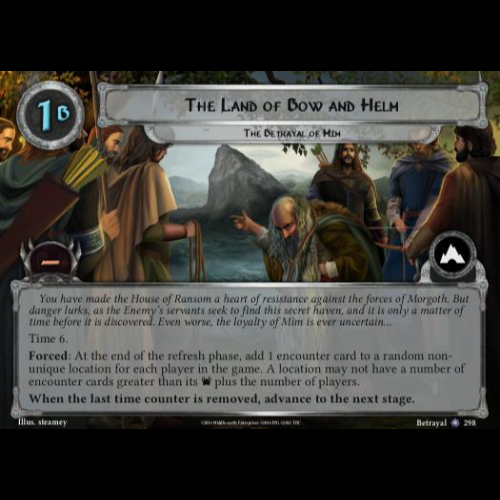 1B
THE LAND OF BOW AND HELM
THE BETRAYAL OF MIM
–
You have made the House of Ransom a heart of resistance against the forces of Morgoth. But
danger lurks, as the Enemy's servants seek to find this secret haven, and it is only a matter of
time before it is discovered. Even worse, the loyalty of Mim is ever uncertain...
Time 6.
Forced: At the end of the refresh phase, add 1 encounter card to a random non-
unique location for each player in the game. A location may not have a number of
encounter cards greater than its plus the number of players.
When the last time counter is removed, advance to the next stage.
Illus. steamey
Betrayal 298